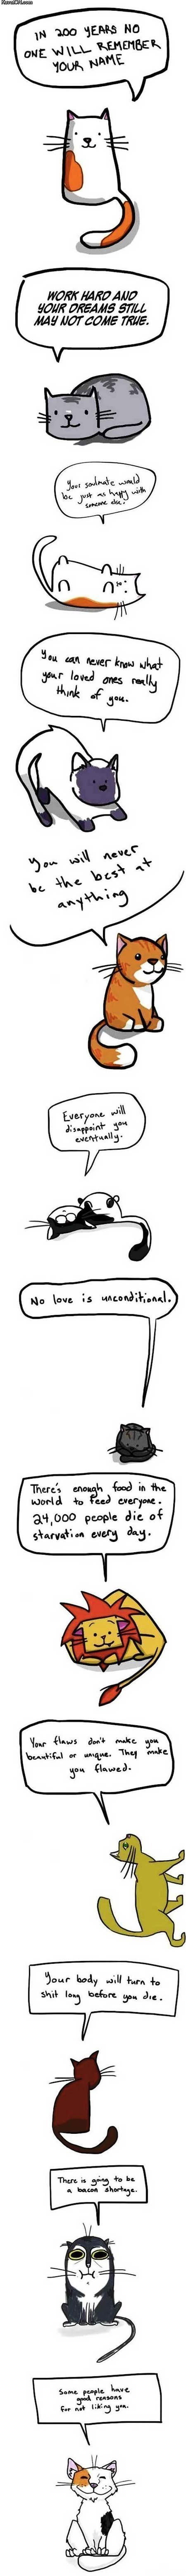 IN 200 YEARS NO
ONE WILL REMEMBER
YOUR NAME
WORK HARD AND
YOUR DREAMS STILL
MAY NOT COME TRUE.
Your soulmate would
be just as happy with
someone else.
You can never know what
your loved ones really
think of you.
You will never
be the best at
anything
Everyone will
disappoint you
eventually.
No love is unconditional.
There's enough food in the
world to feed everyone.
24,000 people die of
starvation every day.
Your flaws don't make you
beautiful or unique. They make
you flawed.
Your body will turn to
shit long before you die.
There is going to be
a bacon shortage.
Some people have
good reasons
for not liking you.